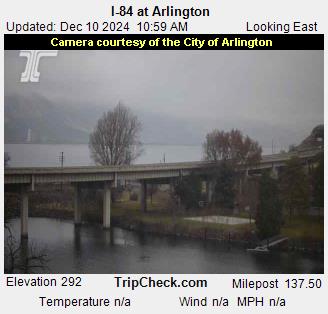 I-84 at Arlington
Updated: Dec 10 2024 10:59 AM Looking East
Camera courtesy of the City of Arlington
Elevation 292 TripCheck.com Milepost 137.50
Temperature n/a Wind n/a MPH n/a